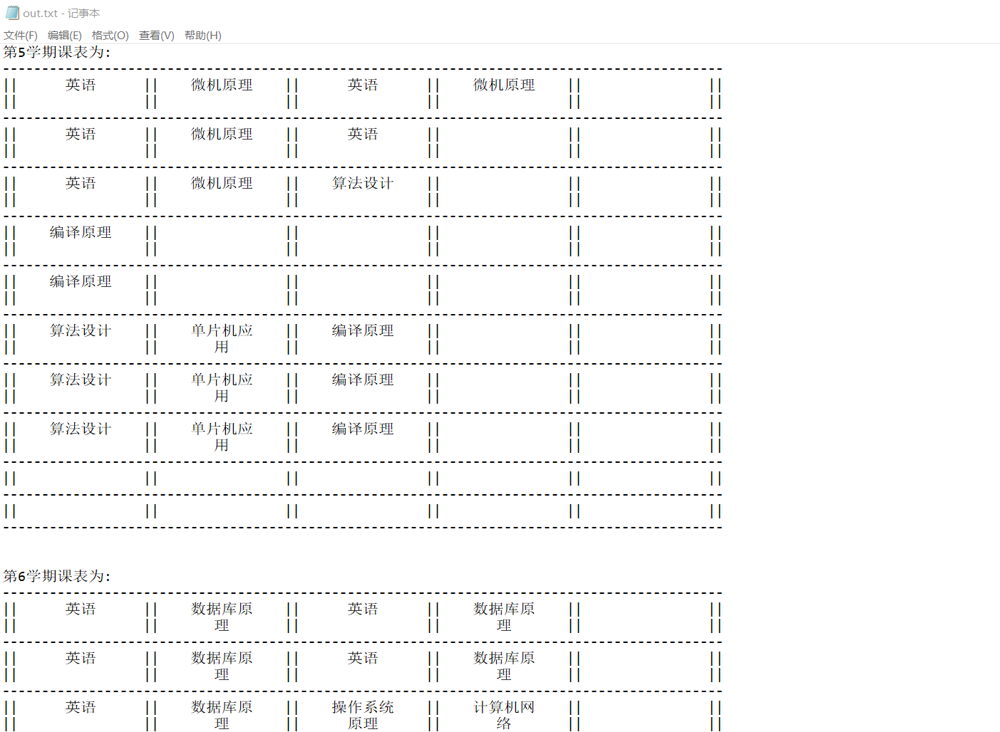 out.txt - 记事本
文件(F) 编辑(E) 格式(O) 查看(V) 帮助(H)
第5学期课表为:
--------------------------------------------------------------------------------------------
|| 英语 || 微机原理 || 英语 || 微机原理 || ||
|| || || || || ||
--------------------------------------------------------------------------------------------
|| 英语 || 微机原理 || 英语 || || ||
|| || || || || ||
--------------------------------------------------------------------------------------------
|| 英语 || 微机原理 || 算法设计 || || ||
|| || || || || ||
--------------------------------------------------------------------------------------------
|| 编译原理 || || || || ||
|| || || || || ||
--------------------------------------------------------------------------------------------
|| 编译原理 || || || || ||
|| || || || || ||
--------------------------------------------------------------------------------------------
|| 算法设计 || 单片机应 || 编译原理 || || ||
|| || 用 || || || ||
--------------------------------------------------------------------------------------------
|| 算法设计 || 单片机应 || 编译原理 || || ||
|| || 用 || || || ||
--------------------------------------------------------------------------------------------
|| 算法设计 || 单片机应 || 编译原理 || || ||
|| || 用 || || || ||
--------------------------------------------------------------------------------------------
|| || || || || ||
--------------------------------------------------------------------------------------------
|| || || || || ||
--------------------------------------------------------------------------------------------
第6学期课表为:
--------------------------------------------------------------------------------------------
|| 英语 || 数据库原 || 英语 || 数据库原 || ||
|| || 理 || || 理 || ||
--------------------------------------------------------------------------------------------
|| 英语 || 数据库原 || 英语 || 数据库原 || ||
|| || 理 || || 理 || ||
--------------------------------------------------------------------------------------------
|| 英语 || 数据库原 || 操作系统 || 计算机网 || ||
|| || 理 || 原理 || 络 || ||